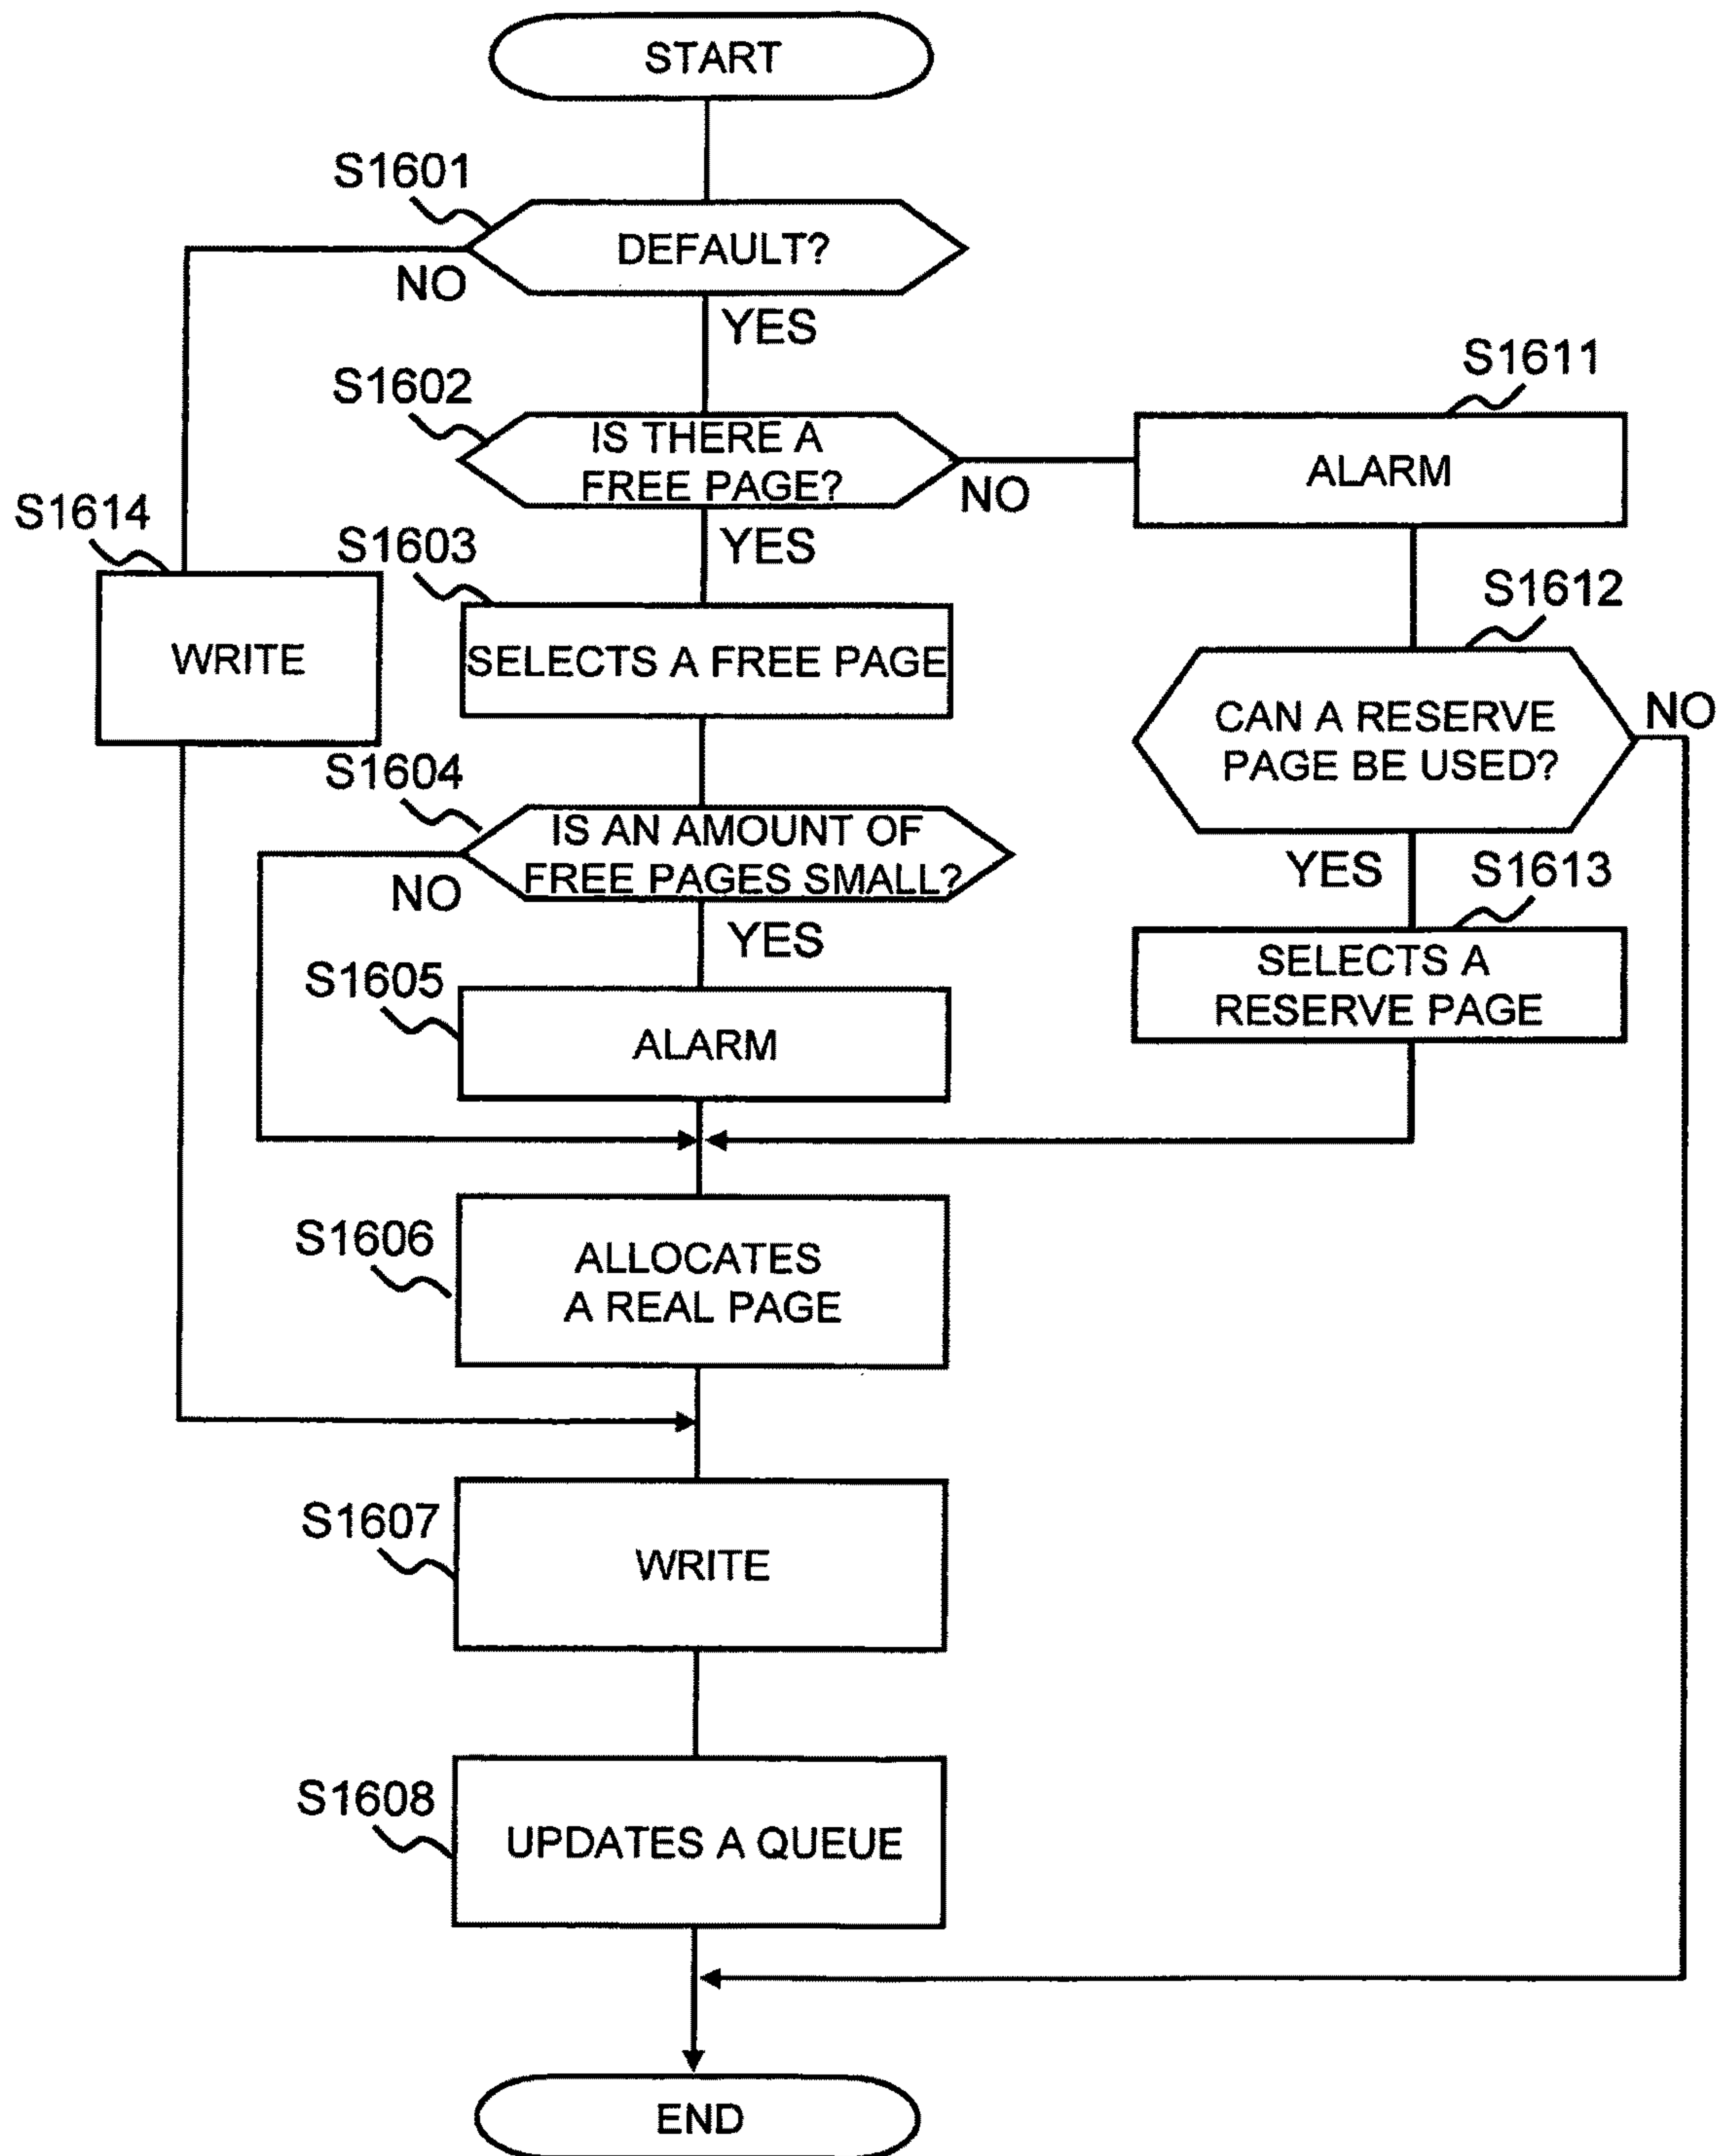 START
S1601
DEFAULT?
NO
YES
S1611
S1602
IS THERE A
FREE PAGE?
NO
ALARM
S1614
YES
S1603
S1612
WRITE
SELECTS A FREE PAGE
CAN A RESERVE
PAGE BE USED?
NO
S1604
IS AN AMOUNT OF
FREE PAGES SMALL?
NO
YES
YES
S1613
S1605
ALARM
SELECTS A
RESERVE PAGE
S1606
ALLOCATES
A REAL PAGE
S1607
WRITE
S1608
UPDATES A QUEUE
END